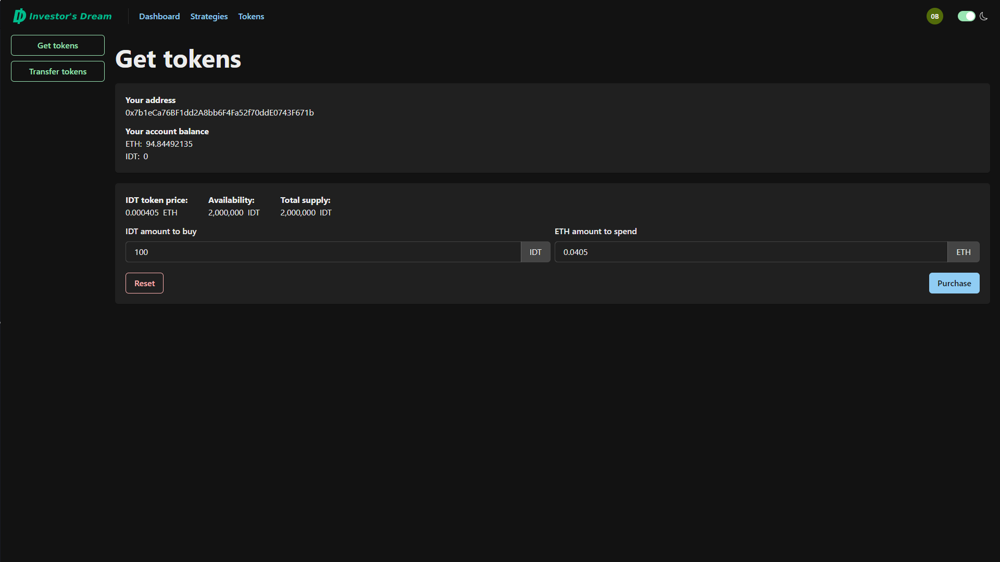 Investor's Dream
Dashboard Strategies Tokens
OB
Get tokens
Transfer tokens
Get tokens
Your address
0x7b1eCa76BF1dd2A8bb6F4Fa52f70ddE0743F671b
Your account balance
ETH: 94.84492135
IDT: 0
IDT token price: Availability: Total supply:
0.000405 ETH 2,000,000 IDT 2,000,000 IDT
IDT amount to buy ETH amount to spend
100 IDT 0.0405 ETH
Reset Purchase